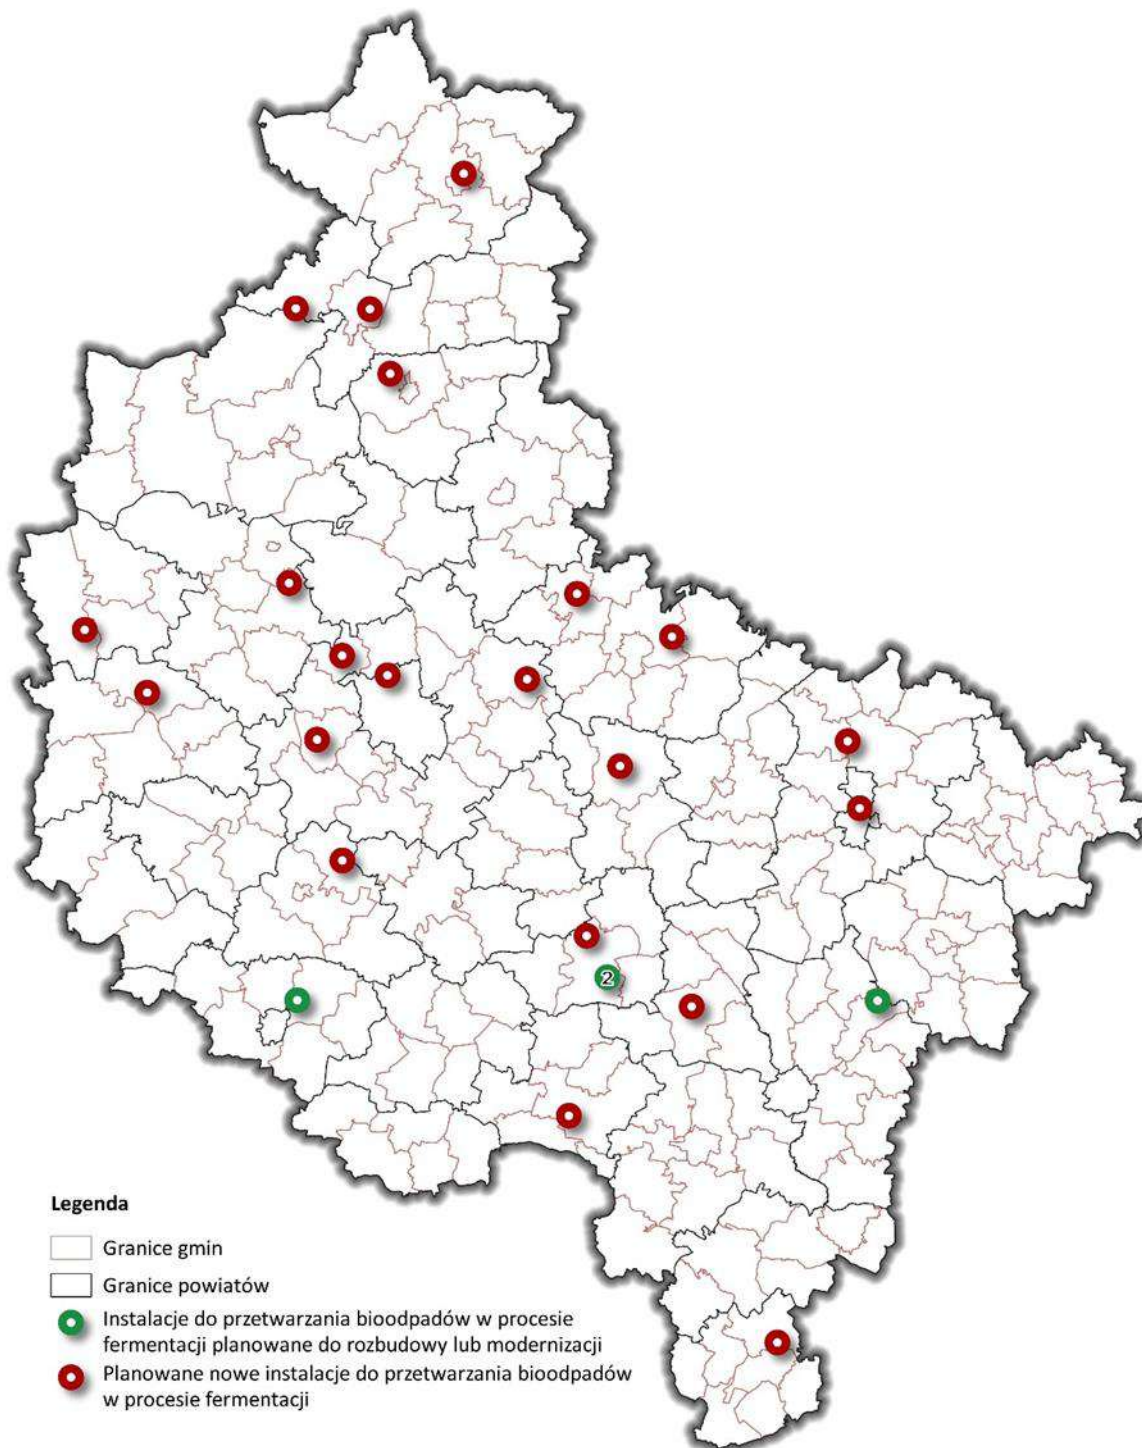 2
Legenda
Granice gmin
Granice powiatów
Instalacje do przetwarzania bioodpadów w procesie
fermentacji planowane do rozbudowy lub modernizacji
Planowane nowe instalacje do przetwarzania bioodpadów
w procesie fermentacji